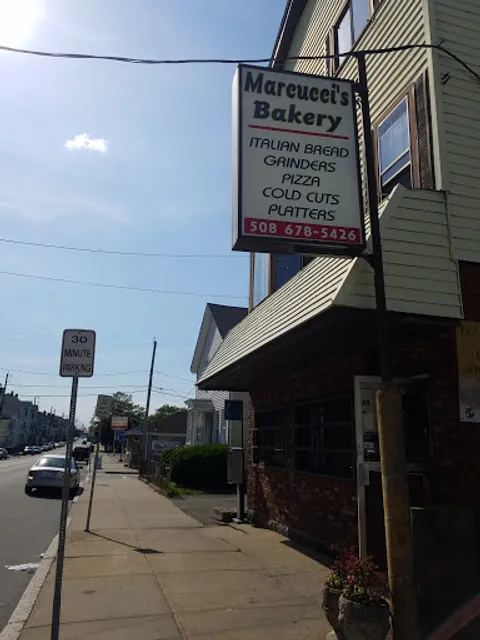 Marcucci's
Bakery
ITALIAN BREAD
GRINDERS
PIZZA
COLD CUTS
PLATTERS
508 678-5426
30
MINUTE
PARKING